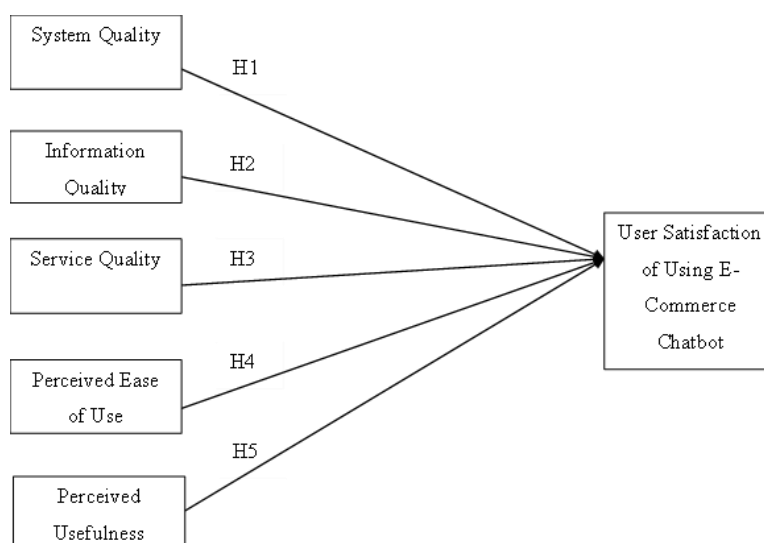 System Quality
H1
Information
Quality
H2
Service Quality
H3
User Satisfaction
of Using E-
Commerce
Chatbot
Perceived Ease
of Use
H4
Perceived
Usefulness
H5